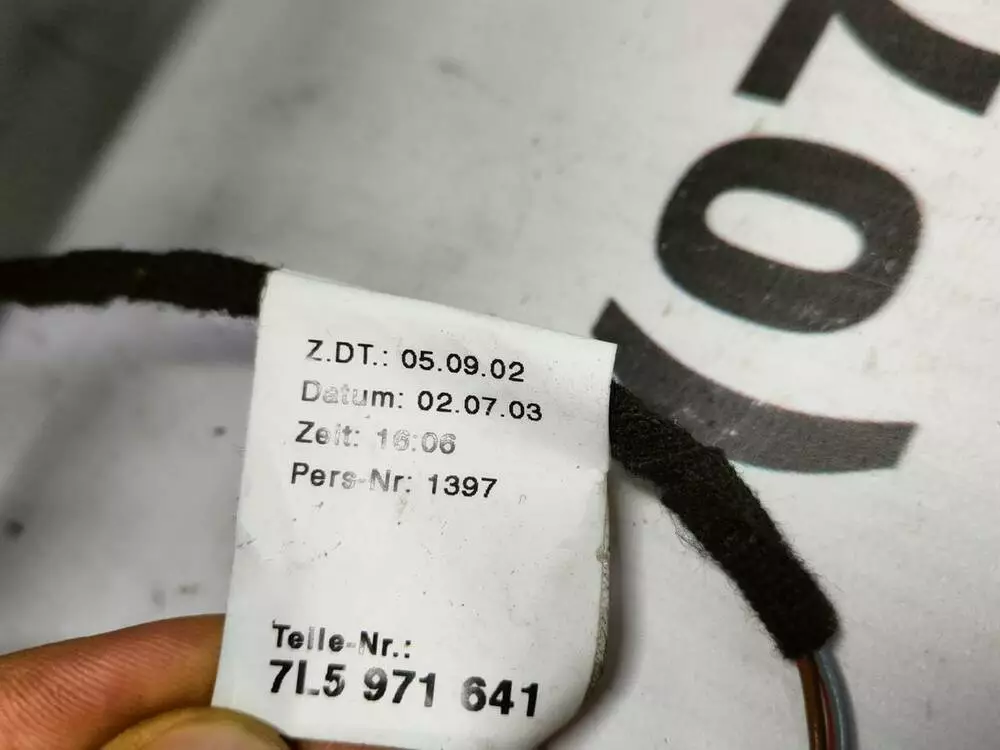 Z.DT.: 05.09.02
Datum: 02.07.03
Zeit: 16:06
Pers-Nr: 1397
Teile-Nr.:
7L5 971 641
(07